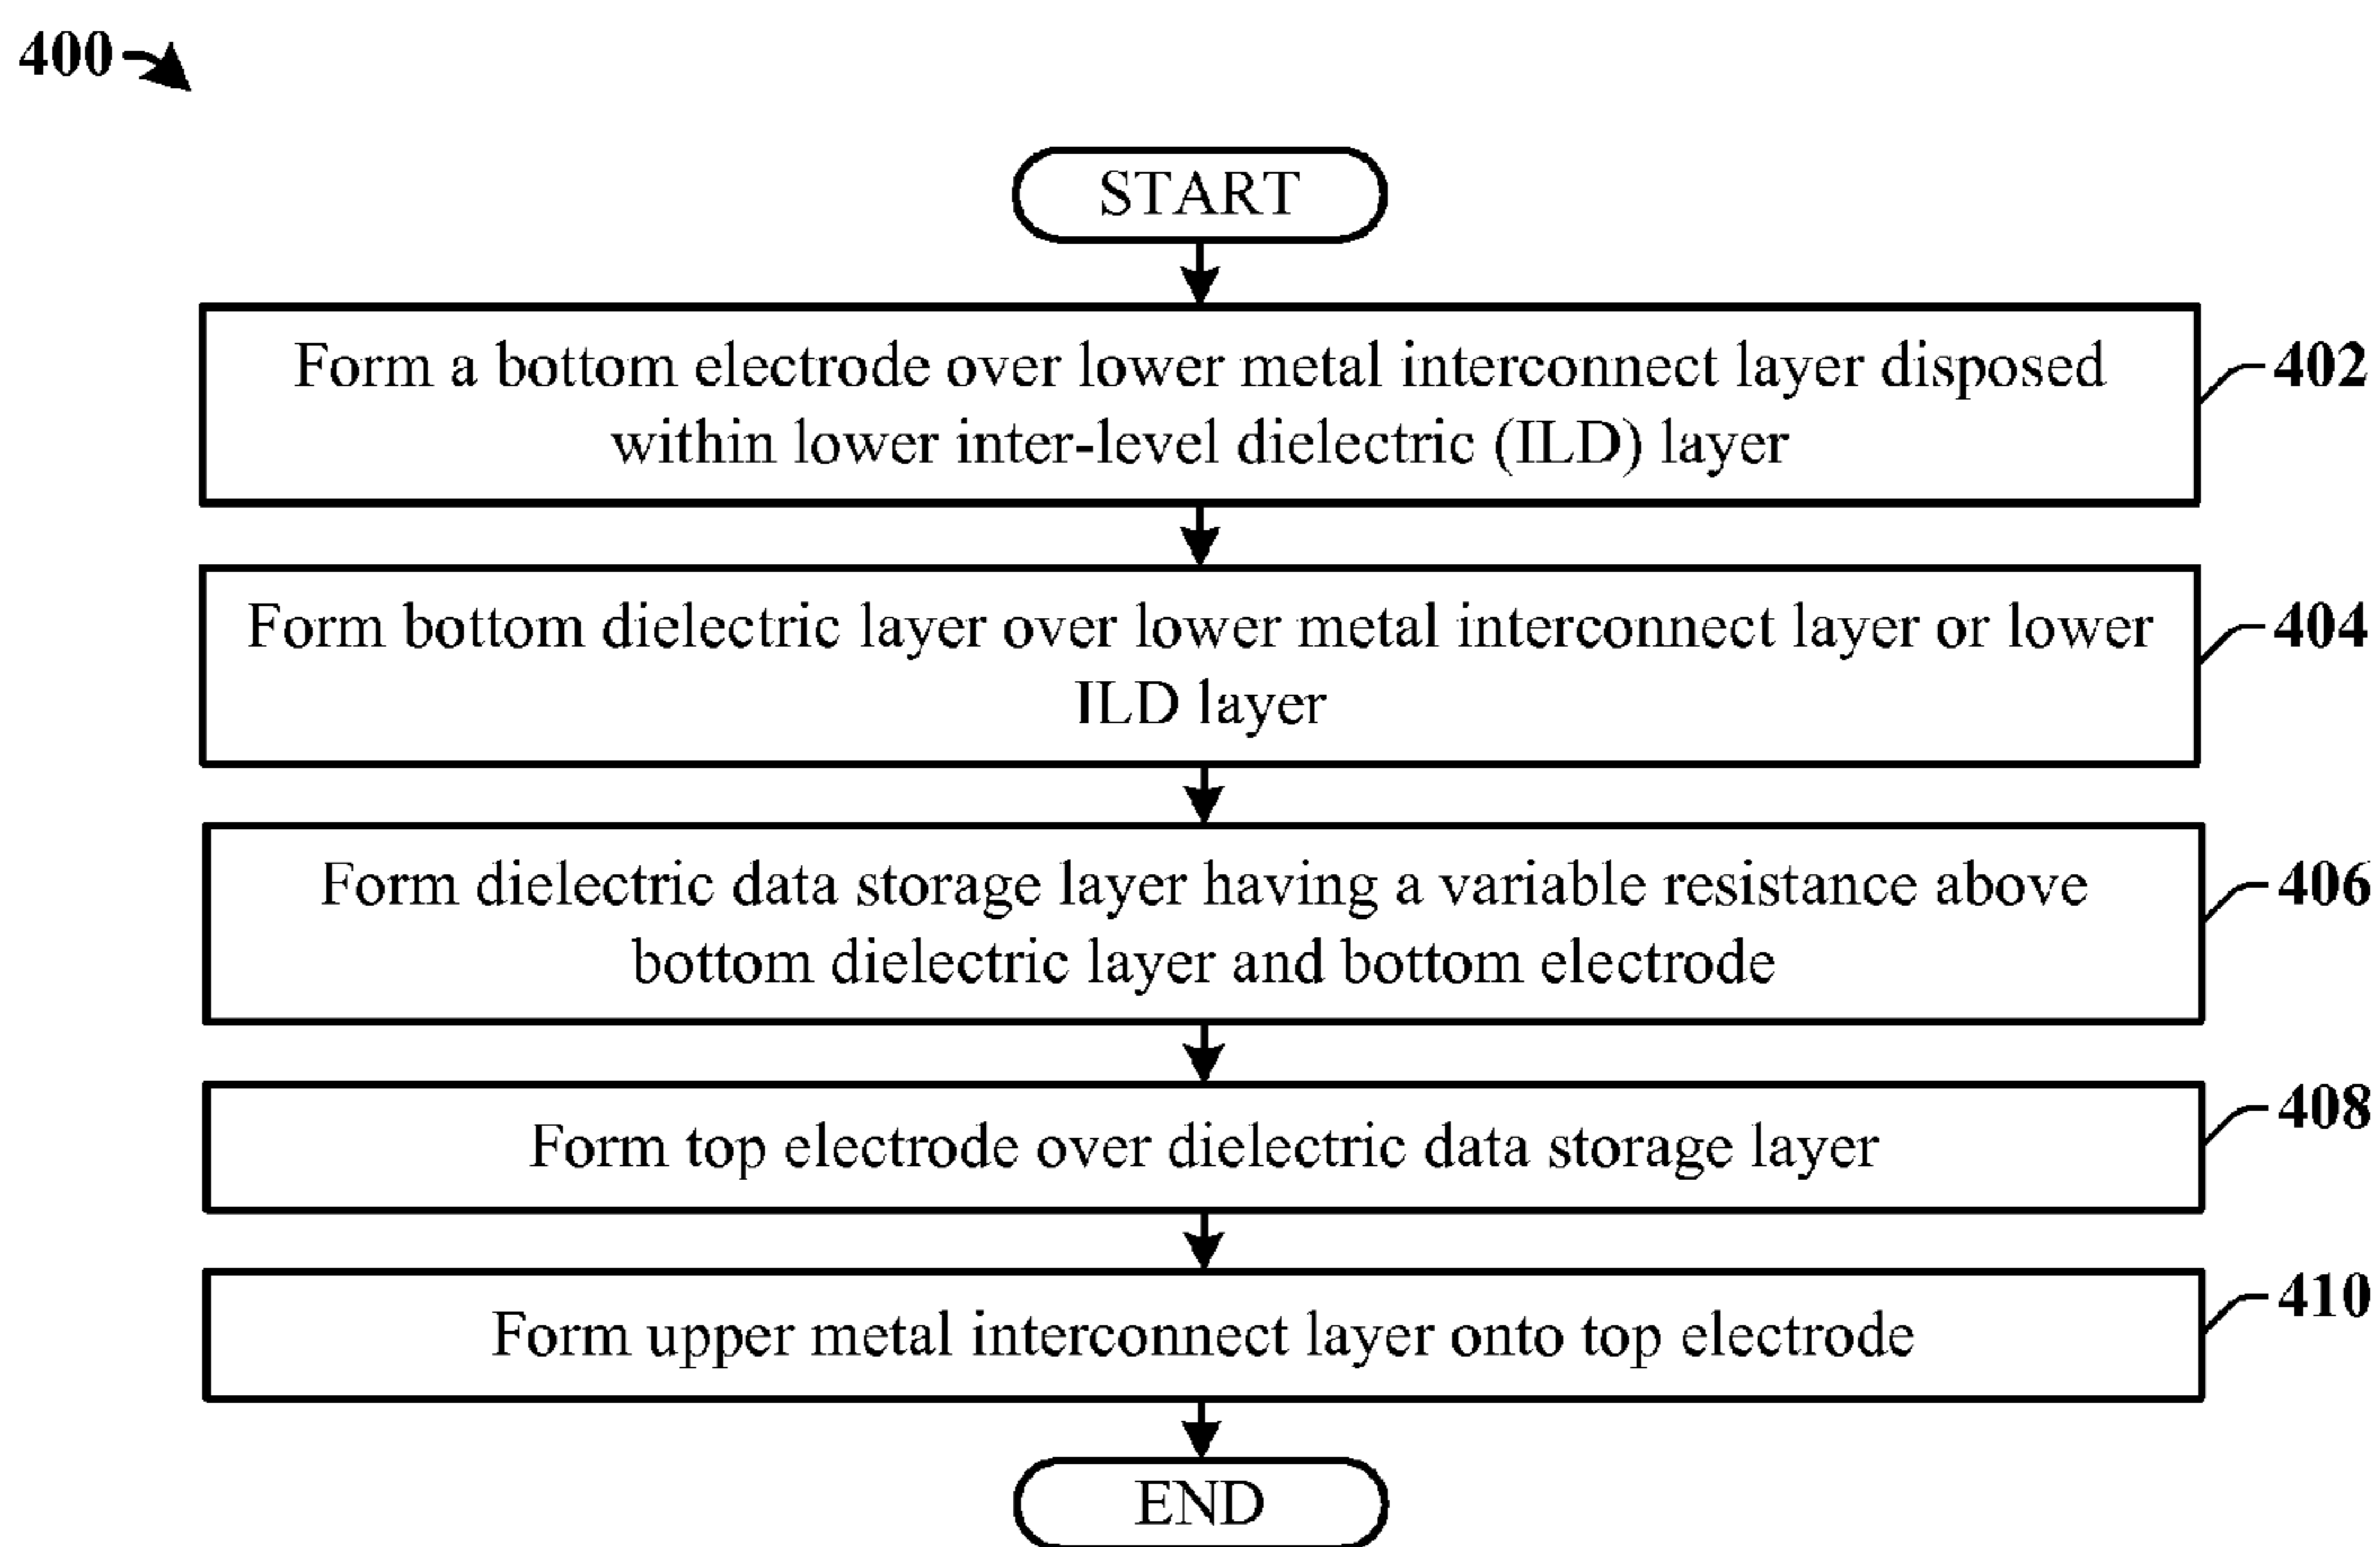 400
START
Form a bottom electrode over lower metal interconnect layer disposed
within lower inter-level dielectric (ILD) layer
402
Form bottom dielectric layer over lower metal interconnect layer or lower
ILD layer
404
Form dielectric data storage layer having a variable resistance above
bottom dielectric layer and bottom electrode
406
Form top electrode over dielectric data storage layer
408
Form upper metal interconnect layer onto top electrode
410
END